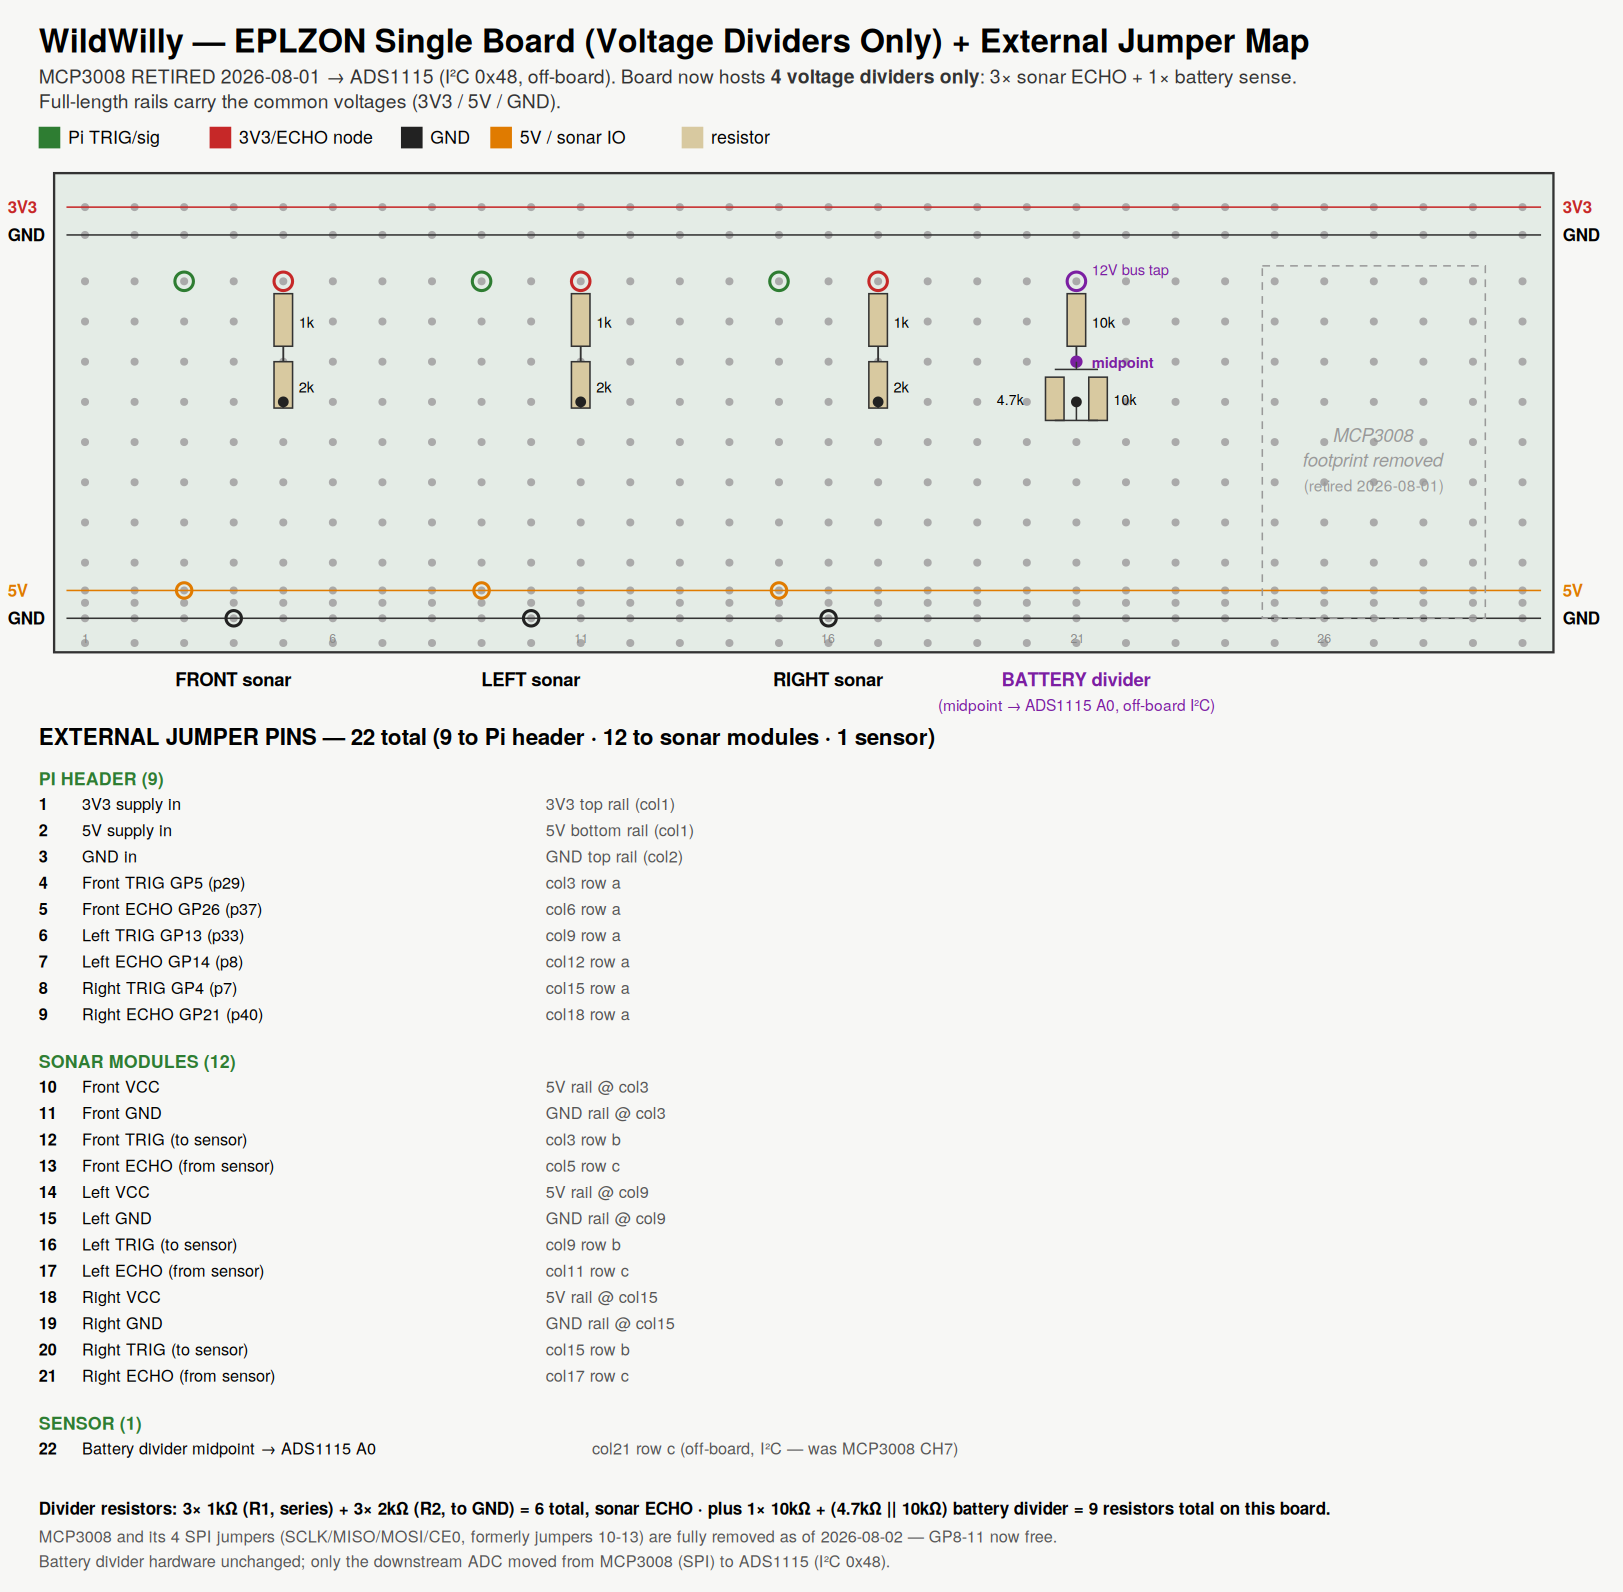 WildWilly — EPLZON Single Board (Voltage Dividers Only) + External Jumper Map
MCP3008 RETIRED 2026-08-01 → ADS1115 (I²C 0x48, off-board). Board now hosts 4 voltage dividers only: 3× sonar ECHO + 1× battery sense.
Full-length rails carry the common voltages (3V3 / 5V / GND).
Pi TRIG/sig 3V3/ECHO node GND 5V / sonar IO resistor
3V3 3V3
GND GND
12V bus tap
1k 1k 1k 10k
midpoint
2k 2k 2k
4.7k 10k
MCP3008
footprint removed
(retired 2026-08-01)
5V 5V
GND GND
1 6 11 16 21 26
FRONT sonar LEFT sonar RIGHT sonar BATTERY divider
(midpoint → ADS1115 A0, off-board I²C)
EXTERNAL JUMPER PINS — 22 total (9 to Pi header · 12 to sonar modules · 1 sensor)
PI HEADER (9)
1 3V3 supply in 3V3 top rail (col1)
2 5V supply in 5V bottom rail (col1)
3 GND in GND top rail (col2)
4 Front TRIG GP5 (p29) col3 row a
5 Front ECHO GP26 (p37) col6 row a
6 Left TRIG GP13 (p33) col9 row a
7 Left ECHO GP14 (p8) col12 row a
8 Right TRIG GP4 (p7) col15 row a
9 Right ECHO GP21 (p40) col18 row a
SONAR MODULES (12)
10 Front VCC 5V rail @ col3
11 Front GND GND rail @ col3
12 Front TRIG (to sensor) col3 row b
13 Front ECHO (from sensor) col5 row c
14 Left VCC 5V rail @ col9
15 Left GND GND rail @ col9
16 Left TRIG (to sensor) col9 row b
17 Left ECHO (from sensor) col11 row c
18 Right VCC 5V rail @ col15
19 Right GND GND rail @ col15
20 Right TRIG (to sensor) col15 row b
21 Right ECHO (from sensor) col17 row c
SENSOR (1)
22 Battery divider midpoint → ADS1115 A0 col21 row c (off-board, I²C — was MCP3008 CH7)
Divider resistors: 3× 1kΩ (R1, series) + 3× 2kΩ (R2, to GND) = 6 total, sonar ECHO · plus 1× 10kΩ + (4.7kΩ || 10kΩ) battery divider = 9 resistors total on this board.
MCP3008 and its 4 SPI jumpers (SCLK/MISO/MOSI/CE0, formerly jumpers 10-13) are fully removed as of 2026-08-02 — GP8-11 now free.
Battery divider hardware unchanged; only the downstream ADC moved from MCP3008 (SPI) to ADS1115 (I²C 0x48).